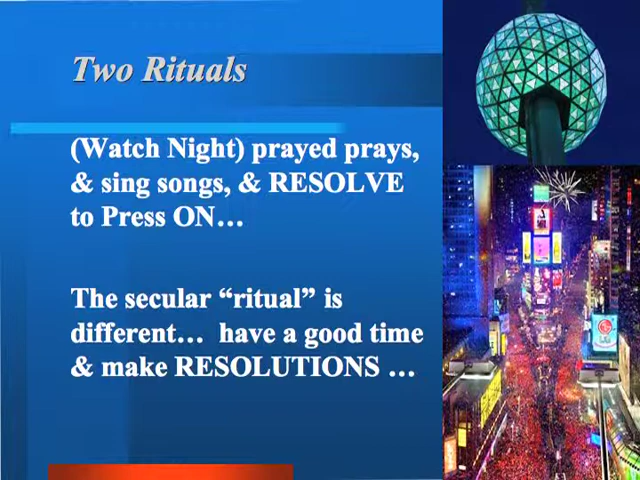 Two Rituals
(Watch Night) prayed prays,
& sing songs, & RESOLVE
to Press ON…
The secular “ritual” is
different… have a good time
& make RESOLUTIONS …